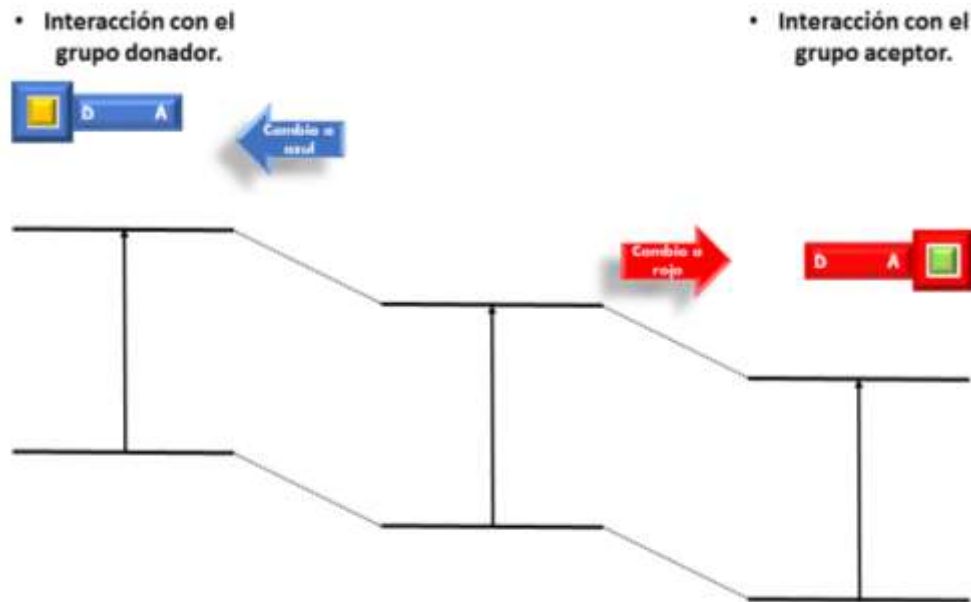 • Interacción con el
grupo donador.
• Interacción con el
grupo aceptor.
D A
Cambio a
azul
Cambio a
rojo
D A